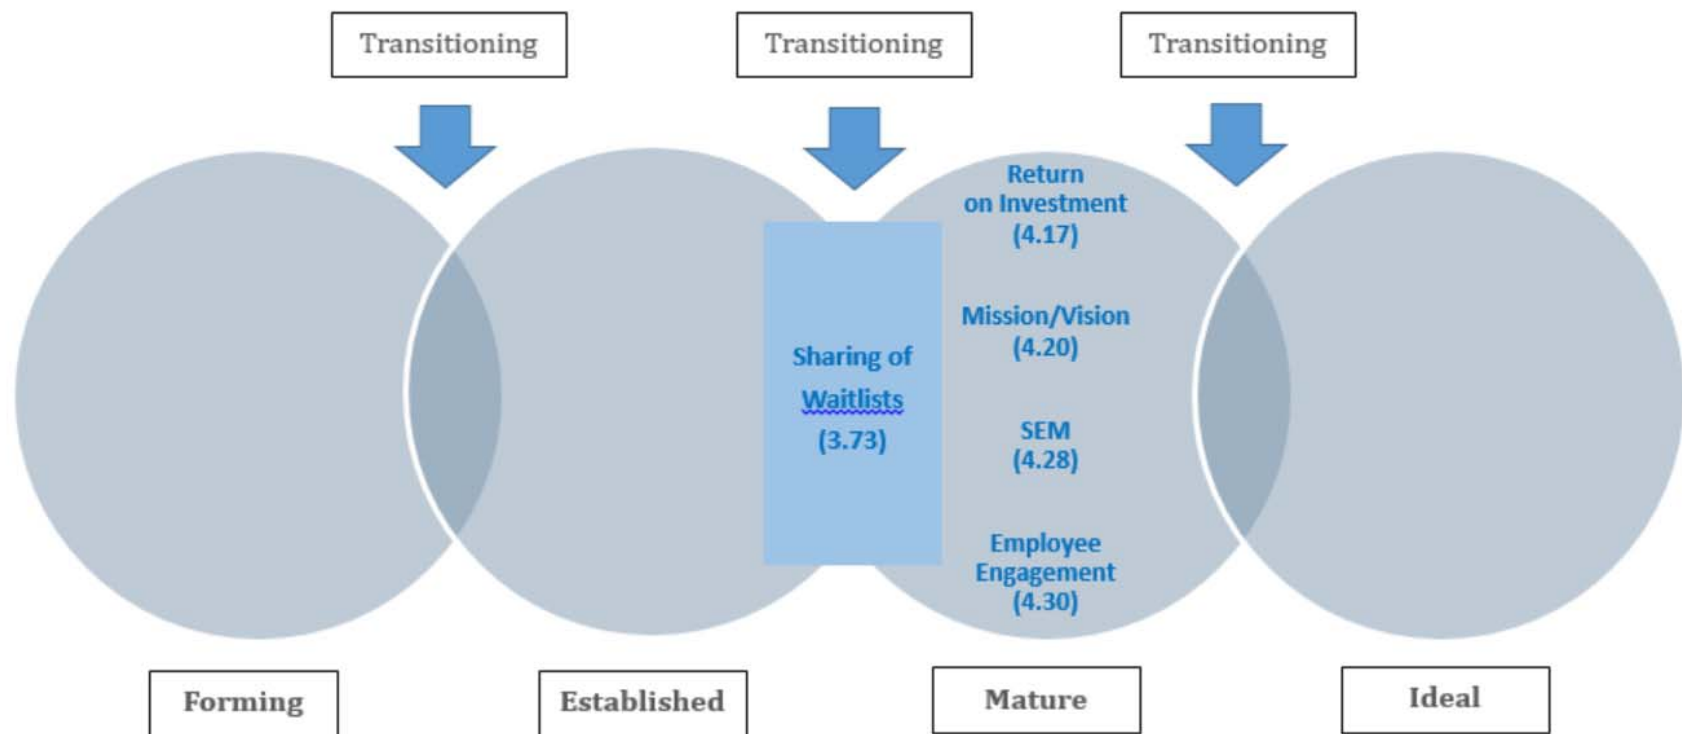 Transitioning
Transitioning
Transitioning
Return
on Investment
(4.17)
Mission/Vision
(4.20)
Sharing of
Waitlists
(3.73)
SEM
(4.28)
Employee
Engagement
(4.30)
Forming
Established
Mature
Ideal